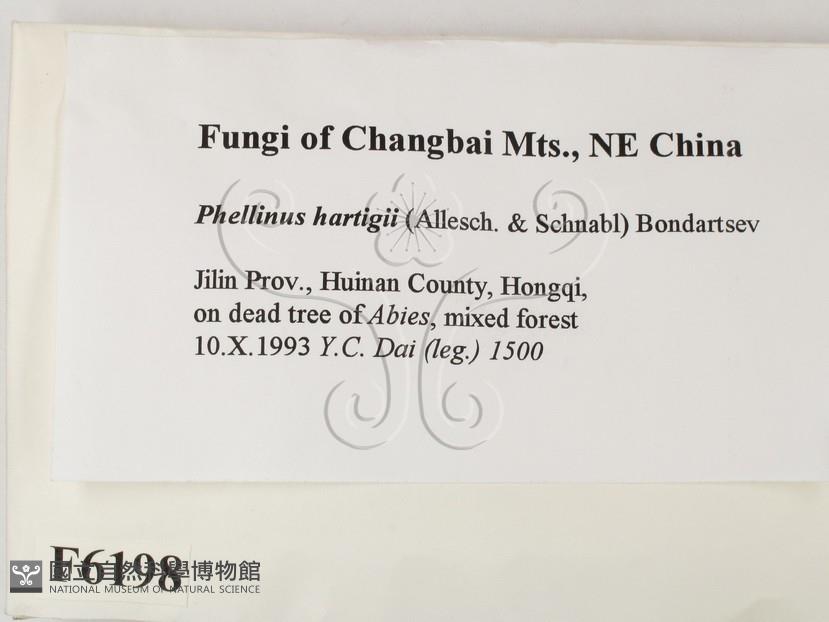 Fungi of Changbai Mts., NE China
Phellinus hartigii (Allesch. & Schnabl) Bondartsev
Jilin Prov., Huinan County, Hongqi,
on dead tree of Abies, mixed forest
10.X.1993 Y.C. Dai (leg.) 1500
F6198
國立自然科學博物館
NATIONAL MUSEUM OF NATURAL SCIENCE